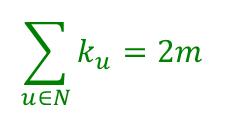 ∑_{u∈N} k_u = 2m